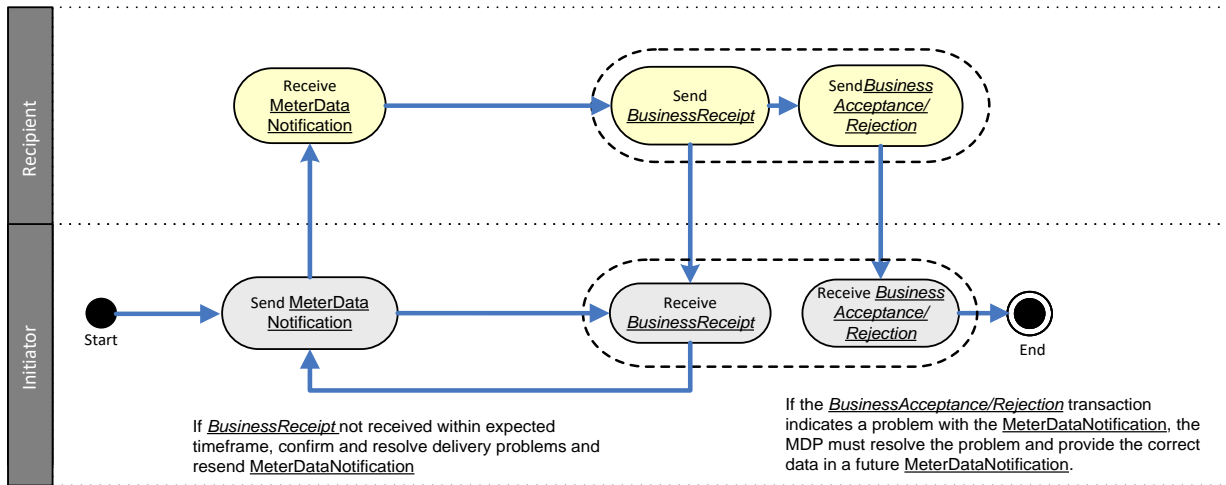 Recipient
Receive
MeterData
Notification
Send
BusinessReceipt
SendBusiness
Acceptance/
Rejection
Initiator
Start
Send MeterData
Notification
Receive
BusinessReceipt
Receive Business
Acceptance/
Rejection
End
If BusinessReceipt not received within expected
timeframe, confirm and resolve delivery problems and
resend MeterDataNotification
If the BusinessAcceptance/Rejection transaction
indicates a problem with the MeterDataNotification, the
MDP must resolve the problem and provide the correct
data in a future MeterDataNotification.